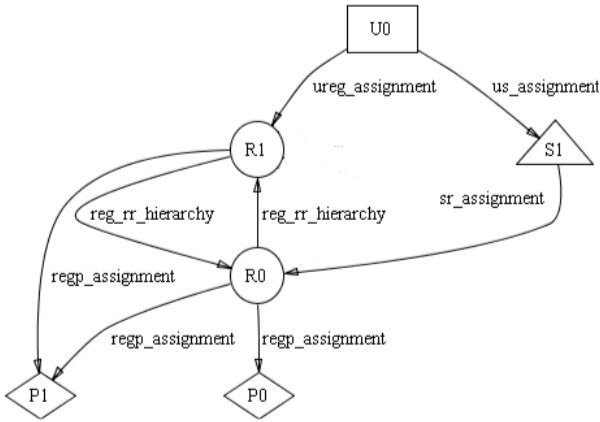 U0
ureg_assignment
us_assignment
R1
S1
sr_assignment
reg_rr_hierarchy
reg_rr_hierarchy
regp_assignment
R0
regp_assignment
regp_assignment
P1
P0